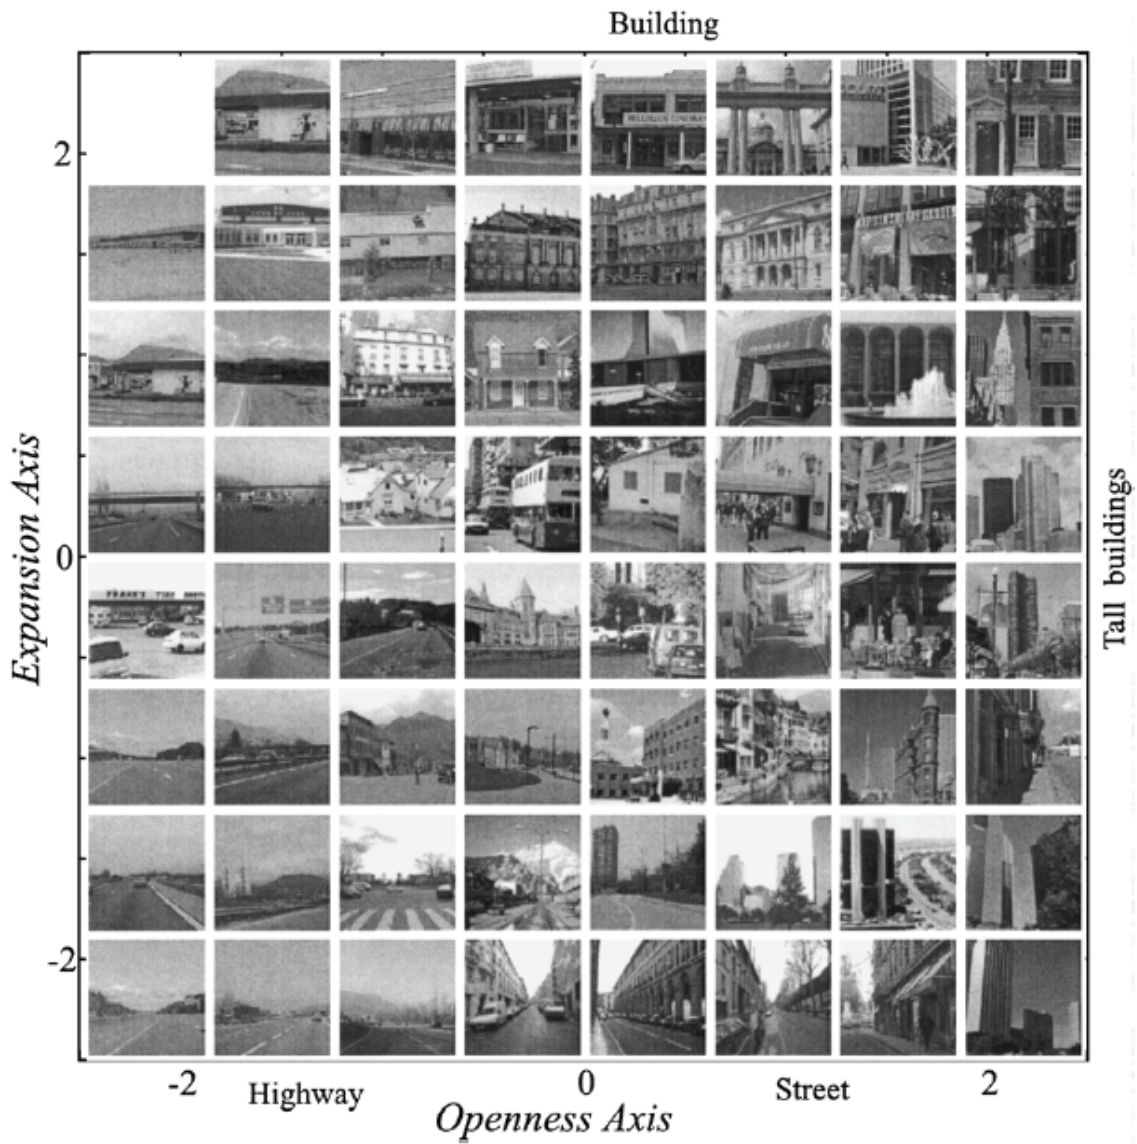 Building
2
0
-2
Expansion Axis
Tall buildings
FRANK'S
-2
0
2
Highway
Street
Openness Axis